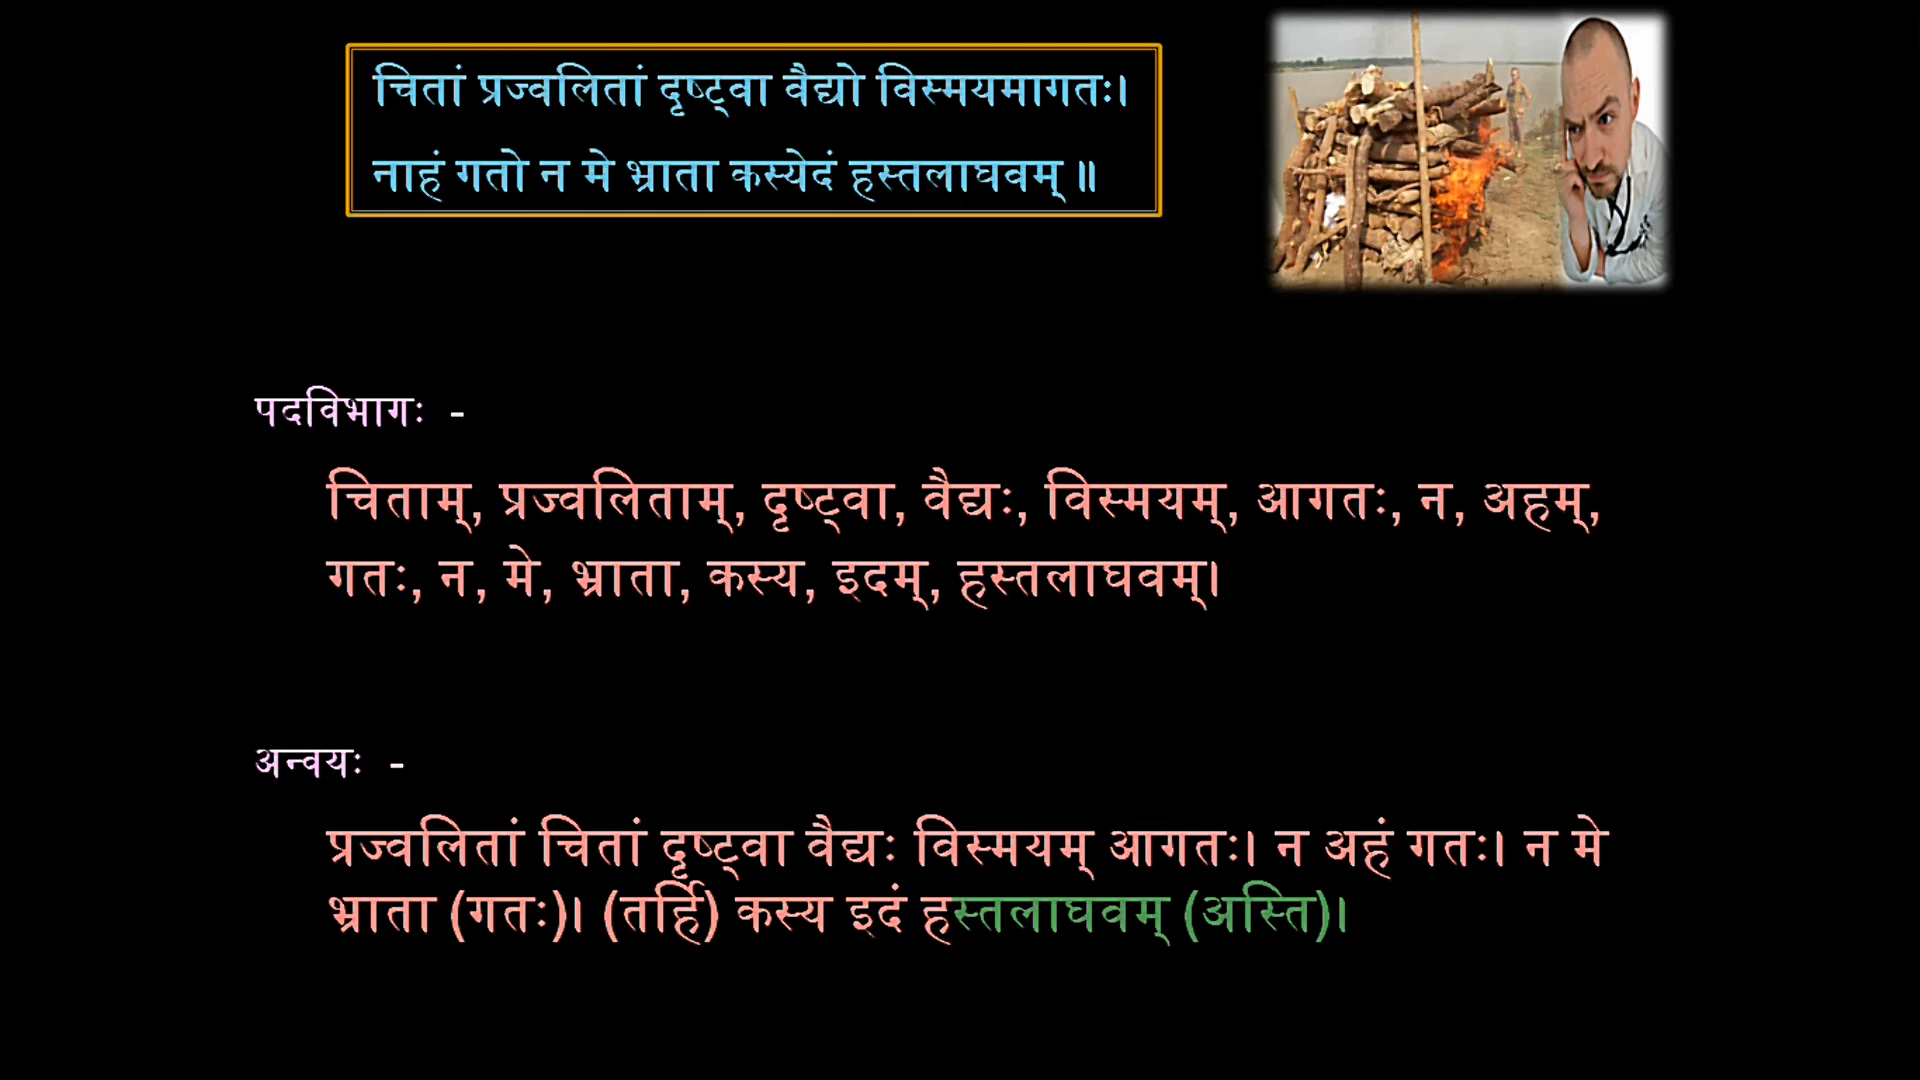 चितां प्रज्वलितां दृष्ट्वा वैद्यो विस्मयमागतः।
नाहं गतो न मे भ्राता कस्येदं हस्तलाघवम् ॥
पदविभागः -
चिताम्, प्रज्वलिताम्, दृष्ट्वा, वैद्यः, विस्मयम्, आगतः, न, अहम्,
गतः, न, मे, भ्राता, कस्य, इदम्, हस्तलाघवम्।
अन्वयः -
प्रज्वलितां चितां दृष्ट्वा वैद्यः विस्मयम् आगतः। न अहं गतः। न मे
भ्राता (गतः)। (तर्हि) कस्य इदं हस्तलाघवम् (अस्ति)।